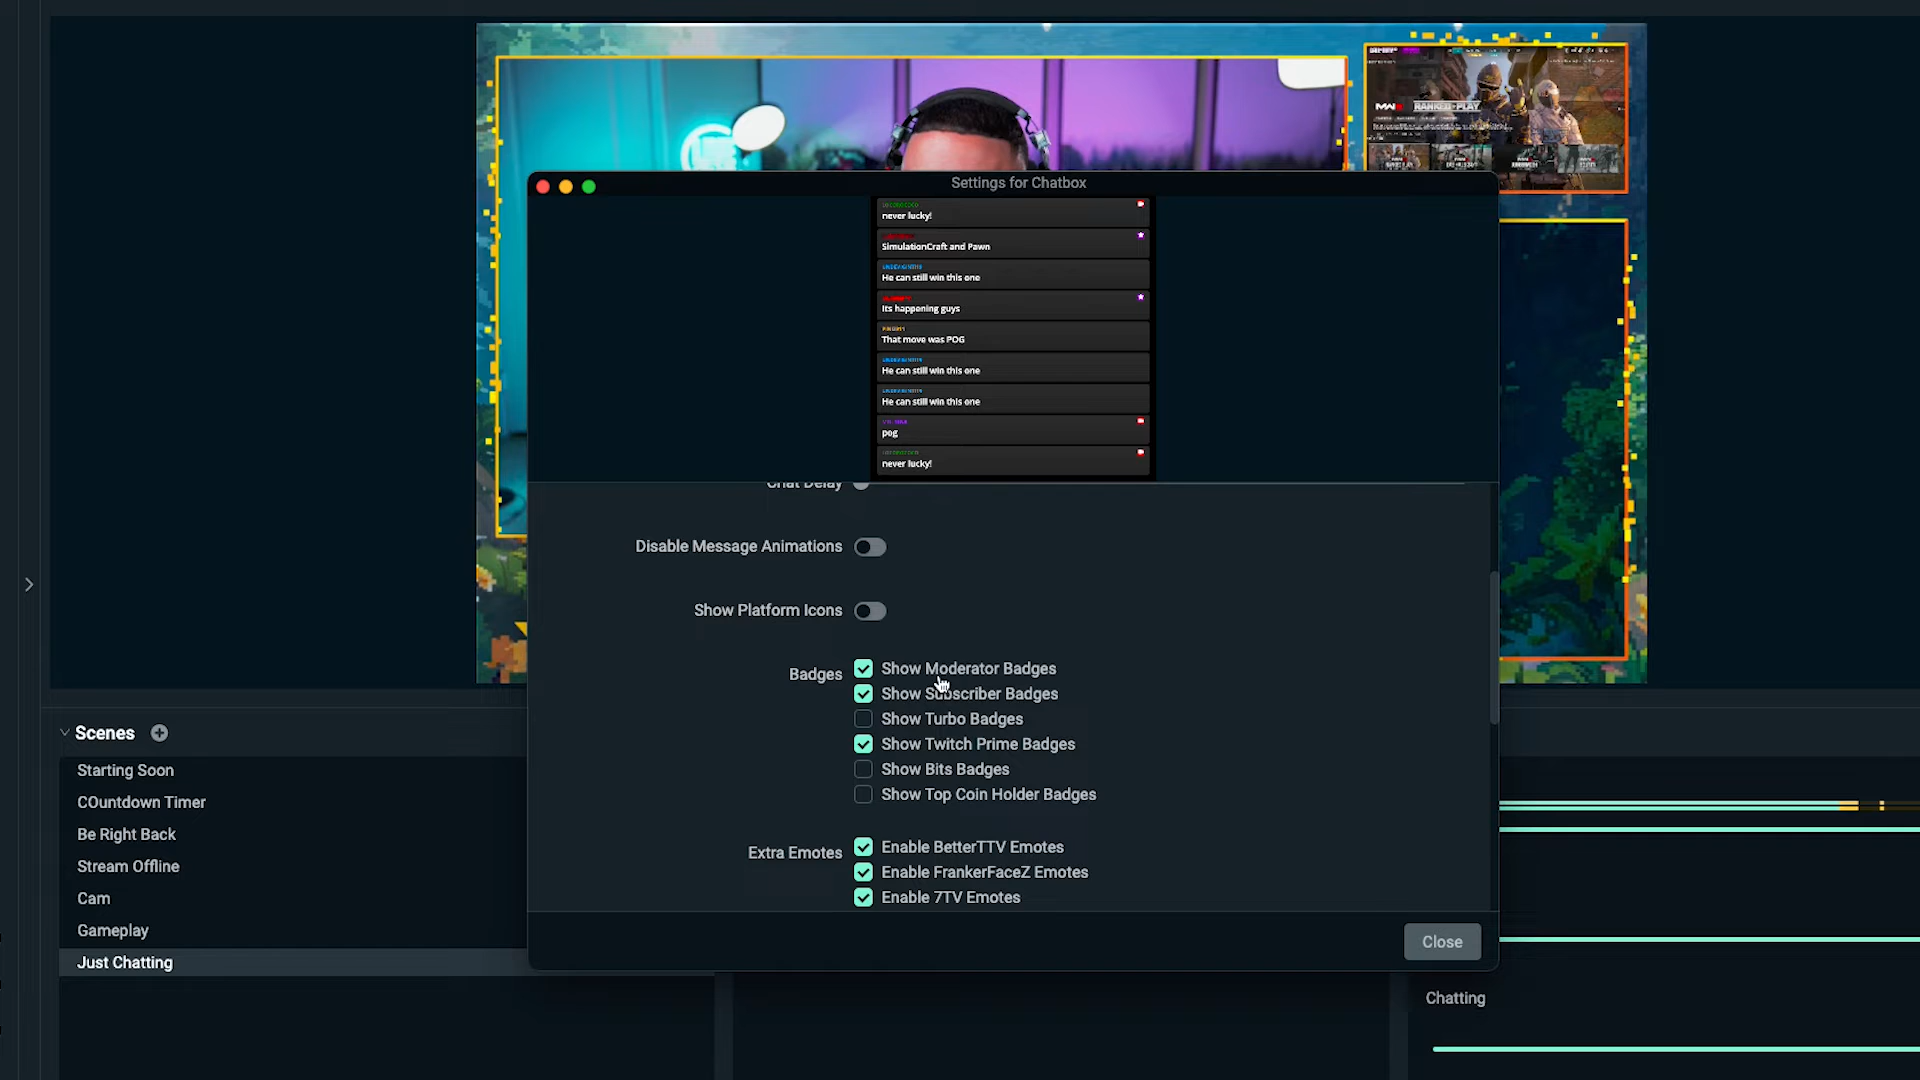 RANKED PLAY
Settings for Chatbox
never lucky!
SimulationCraft and Pawn
He can still win this one
Its happening guys
That move was POG
He can still win this one
He can still win this one
pog
never lucky!
Chat Delay
Disable Message Animations
Show Platform Icons
Badges
Show Moderator Badges
Show Subscriber Badges
Show Turbo Badges
Show Twitch Prime Badges
Show Bits Badges
Show Top Coin Holder Badges
Extra Emotes
Enable BetterTTV Emotes
Enable FrankerFaceZ Emotes
Enable 7TV Emotes
Close
Scenes
Starting Soon
COuntdown Timer
Be Right Back
Stream Offline
Cam
Gameplay
Just Chatting
Chatting